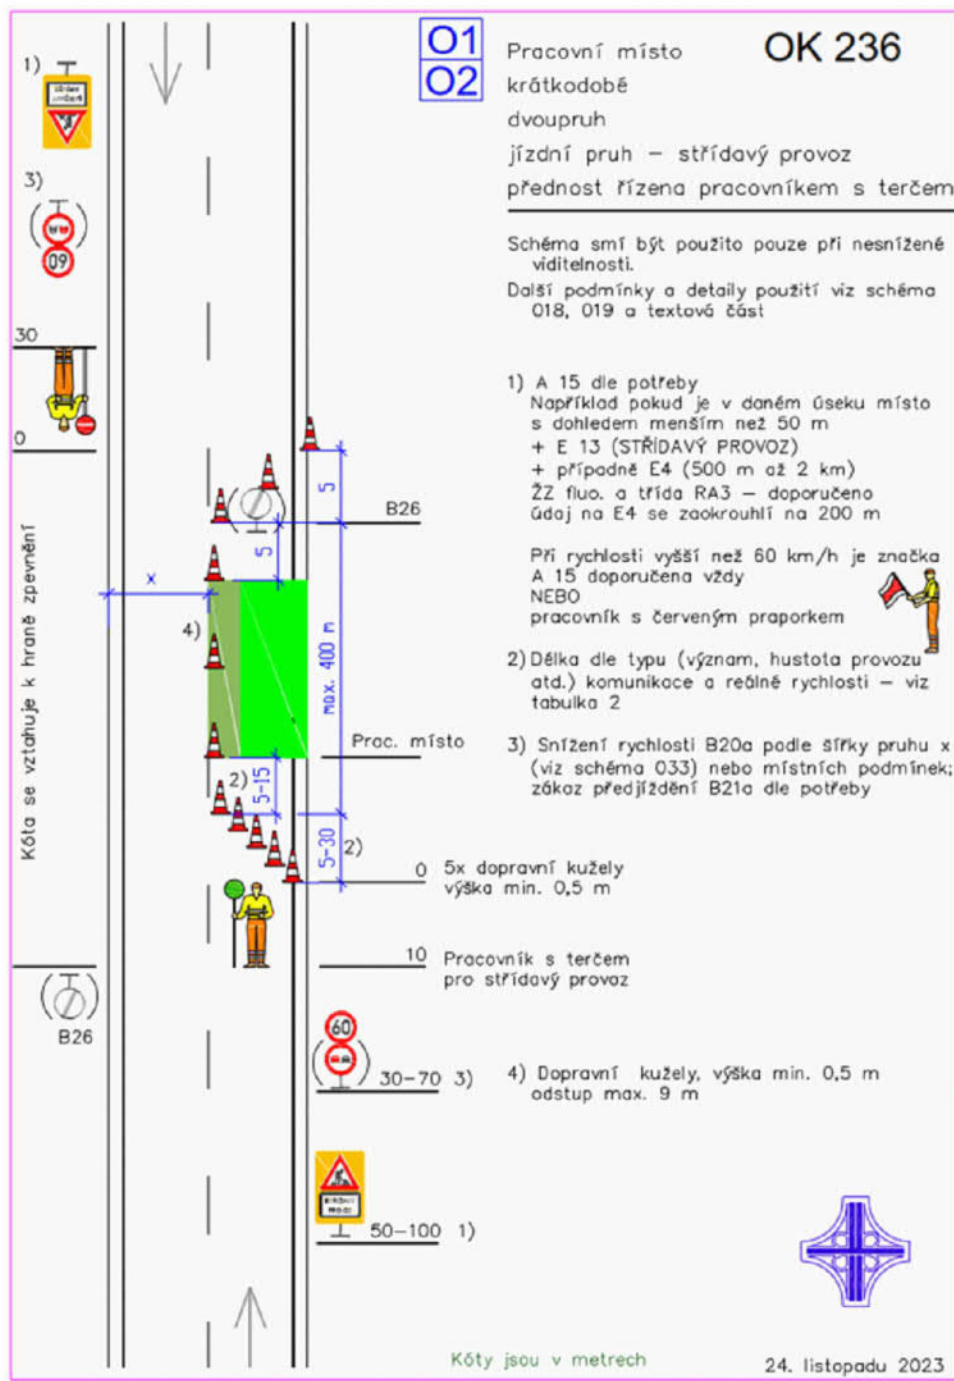 O1
O2
OK 236
Pracovní místo
krátkodobé
dvoupruh
jízdní pruh – střídavý provoz
přednost řízena pracovníkem s terčem
Schéma smí být použito pouze při nesnížené
viditelnosti.
Další podmínky a detaily použití viz schéma
018, 019 a textová část
1) A 15 dle potřeby
Například pokud je v daném úseku místo
s dohledem menším než 50 m
+ E 13 (STŘÍDAVÝ PROVOZ)
+ případně E4 (500 m až 2 km)
ŽZ fluo. a třída RA3 – doporučeno
údaj na E4 se zaokrouhlí na 200 m
Při rychlosti vyšší než 60 km/h je značka
A 15 doporučena vždy
NEBO
pracovník s červeným praporkem
2) Délka dle typu (význam, hustota provozu
atd.) komunikace a reálné rychlosti – viz
tabulka 2
3) Snížení rychlosti B20a podle šířky pruhu x
(viz schéma 033) nebo místních podmínek;
zákaz předjíždění B21a dle potřeby
4) Dopravní kužely, výška min. 0,5 m
odstup max. 9 m
1)
3)
60
30
0
5
B26
5
x
4)
max. 400 m
Kóta se vztahuje k hraně zpevnění
Prac. místo
2)
5-15
5-30
2)
0
5x dopravní kužely
výška min. 0,5 m
10
Pracovník s terčem
pro střídavý provoz
B26
60
30-70 3)
50-100 1)
Kóty jsou v metrech
24. listopadu 2023